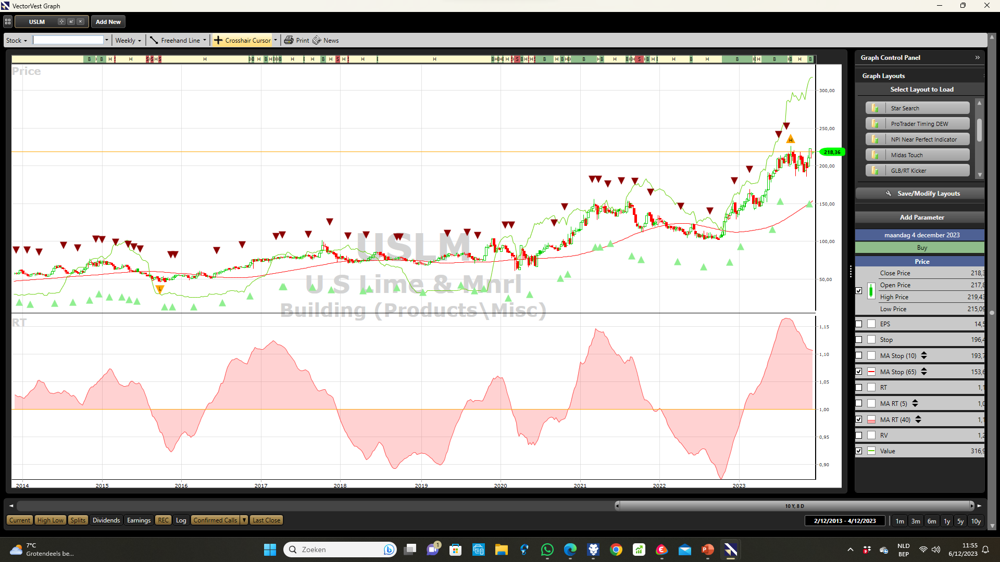 VectorVest Graph
USLM
Add New
Stock
Weekly
Freehand Line
Crosshair Cursor
Print
News
Price
USLM
U S Lime & Mnrl
Building (Products\Misc)
300,00
250,00
218,36
200,00
150,00
100,00
50,00
H
L
RT
1,15
1,10
1,05
1,00
0,95
0,90
2014 2015 2016 2017 2018 2019 2020 2021 2022 2023
Graph Control Panel
Graph Layouts
Select Layout to Load
Star Search
ProTrader Timing DEW
NPI Near Perfect Indicator
Midas Touch
GLB/RT Kicker
Save/Modify Layouts
Add Parameter
maandag 4 december 2023
Buy
Price
Close Price 218,3
Open Price 217,8
High Price 219,43
Low Price 215,09
EPS 14,5
Stop 196,4
MA Stop (10) 193,7
MA Stop (65) 153,6
RT 1,1
MA RT (5) 1,0
MA RT (40) 1,1
RV 1,2
Value 316,9
10 Y, 8 D
Current High Low Splits Dividends Earnings REC Log Confirmed Calls Last Close
2/12/2013 - 4/12/2023
1m 3m 6m 1y 5y 10y
7°C
Grotendeels be...
Zoeken
1
NLD
BEP
11:55
6/12/2023